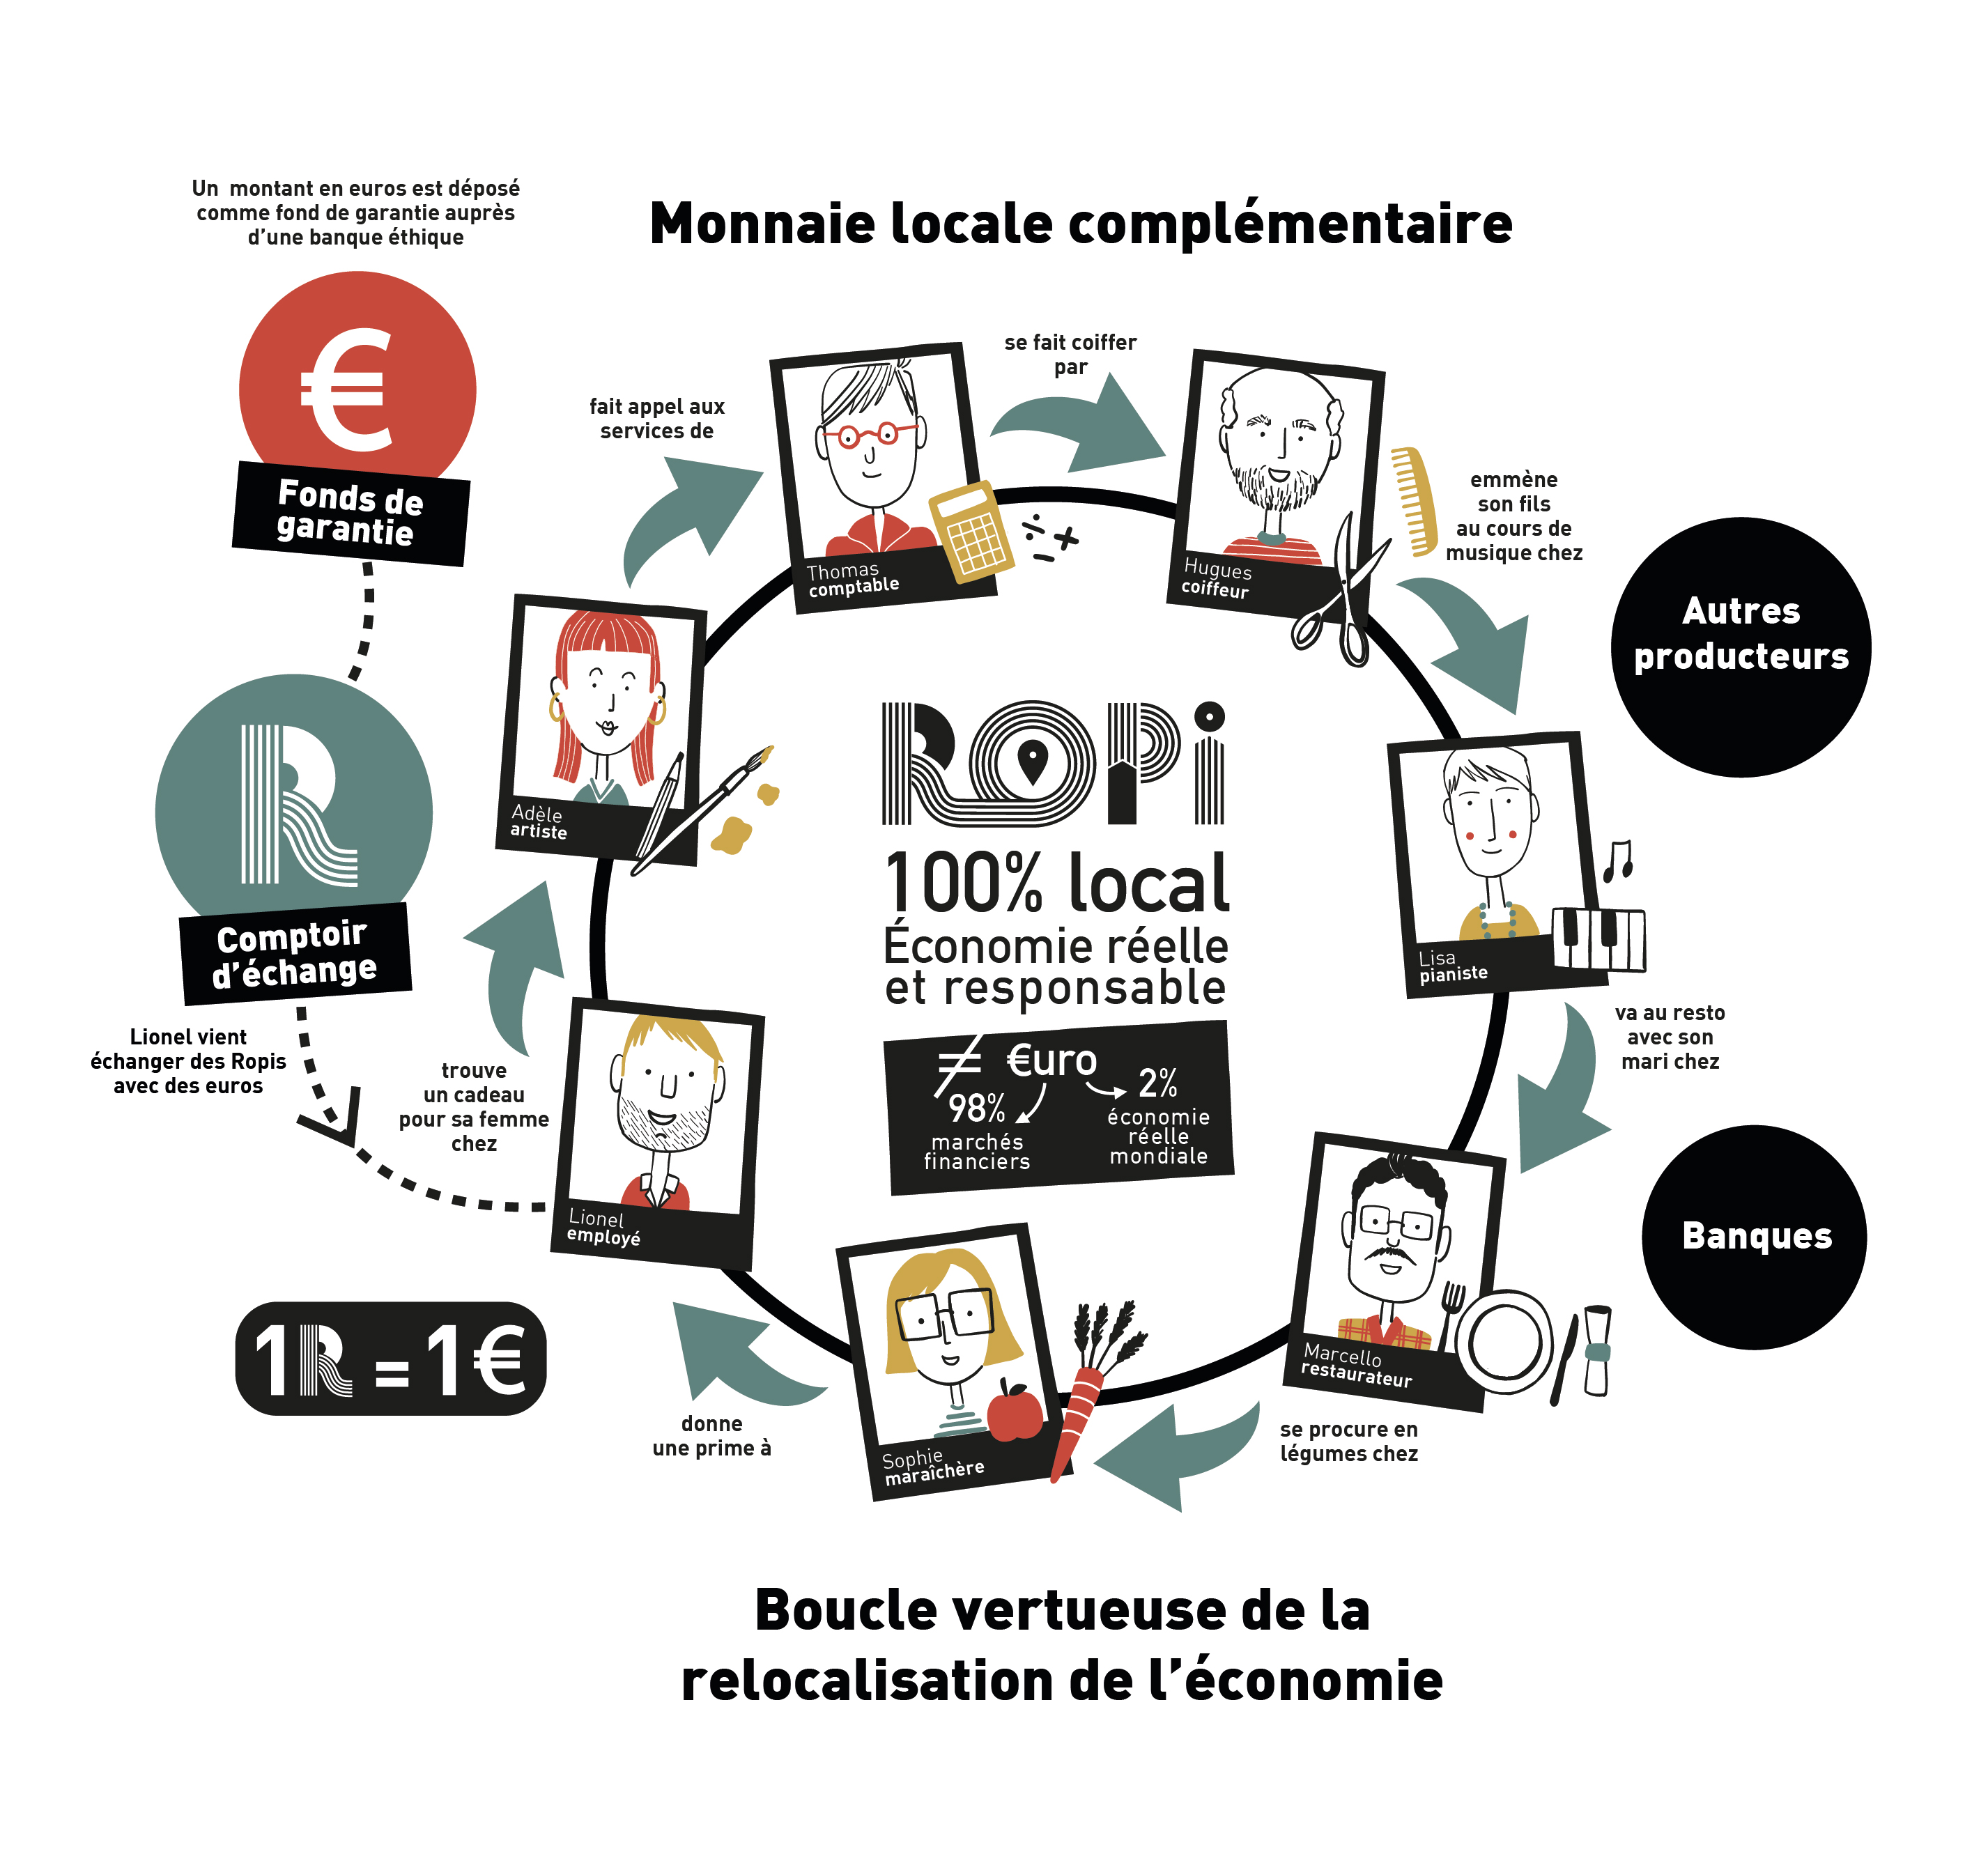 Monnaie locale complémentaire
Un montant en euros est déposé
comme fond de garantie auprès
d'une banque éthique
€
Fonds de
garantie
R
Comptoir
d'échange
Lionel vient
échanger des Ropis
avec des euros
1R = 1€
trouve
un cadeau
pour sa femme
chez
Adèle
artiste
fait appel aux
services de
Thomas
comptable
se fait coiffer
par
Hugues
coiffeur
emmène
son fils
au cours de
musique chez
Lisa
pianiste
va au resto
avec son
mari chez
Marcello
restaurateur
se procure en
légumes chez
Sophie
maraîchère
donne
une prime à
Lionel
employé
ROPi
100% local
Économie réelle
et responsable
≠ €uro
98%
marchés
financiers
2%
économie
réelle
mondiale
Autres
producteurs
Banques
Boucle vertueuse de la
relocalisation de l'économie